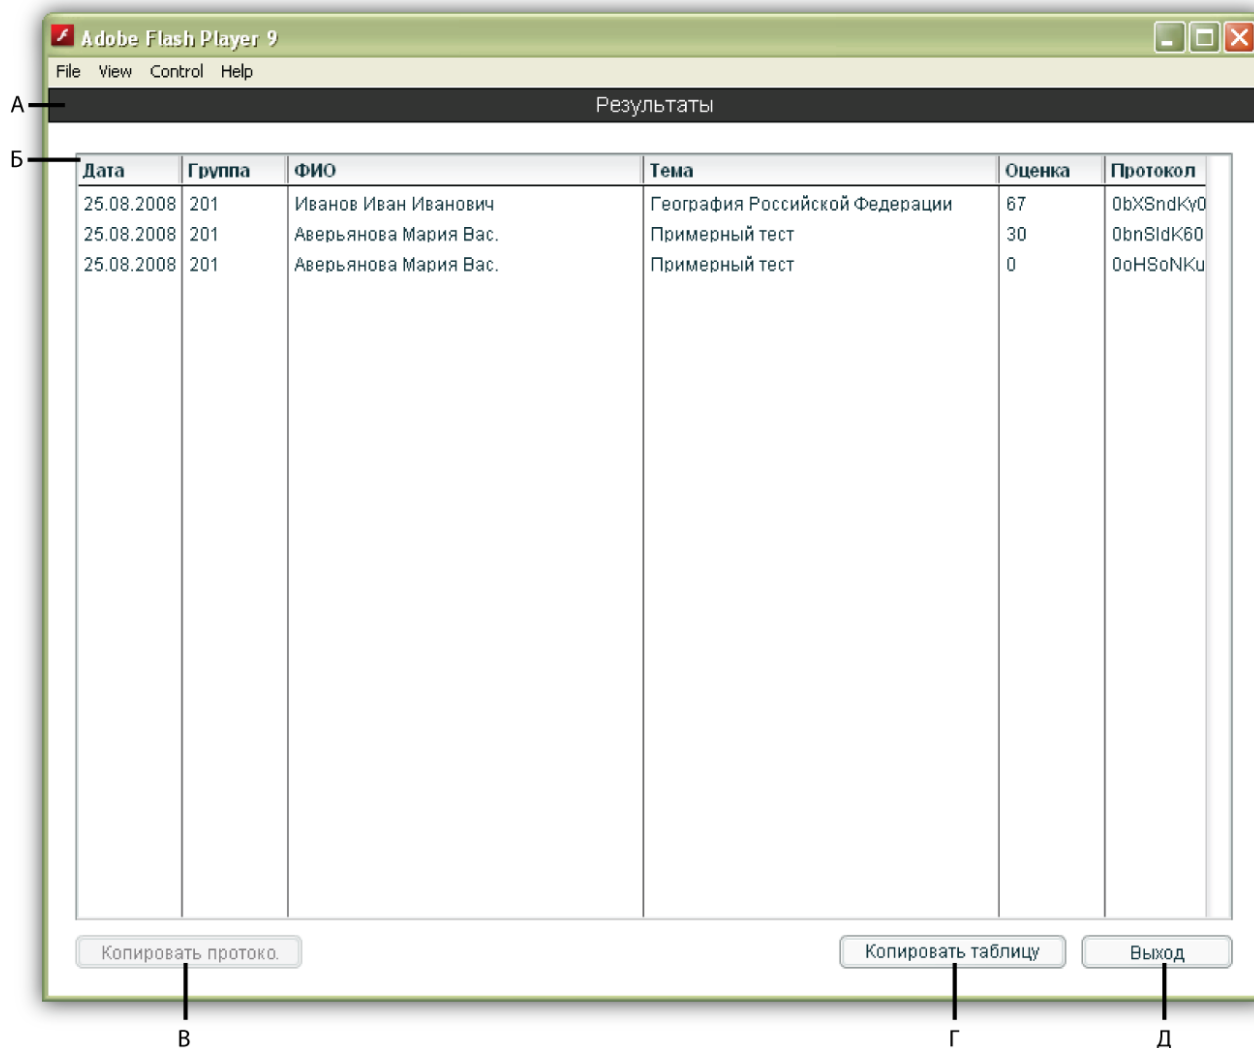 Adobe Flash Player 9
File View Control Help
А Результаты
Б Дата Группа ФИО Тема Оценка Протокол
25.08.2008 201 Иванов Иван Иванович География Российской Федерации 67 0bXSndKy0
25.08.2008 201 Аверьянова Мария Вас. Примерный тест 30 0bnSIdK60
25.08.2008 201 Аверьянова Мария Вас. Примерный тест 0 0oHSoNKu
Копировать протоко. Копировать таблицу Выход
В Г Д